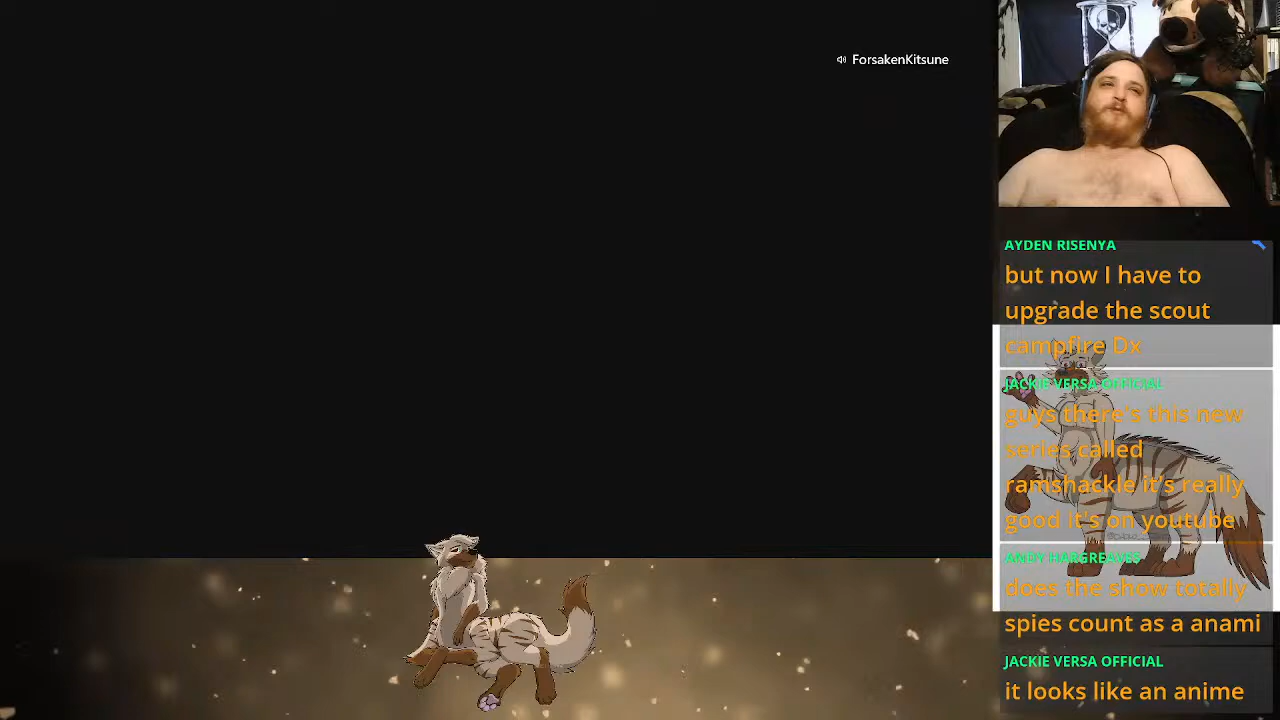 ForsakenKitsune
AYDEN RISENYA
but now I have to
upgrade the scout
campfire Dx
JACKIE VERSA OFFICIAL
guys there's this new
series called
ramshackle it's really
good it's on youtube
ANDY HARGREAVES
does the show totally
spies count as a anami
JACKIE VERSA OFFICIAL
it looks like an anime